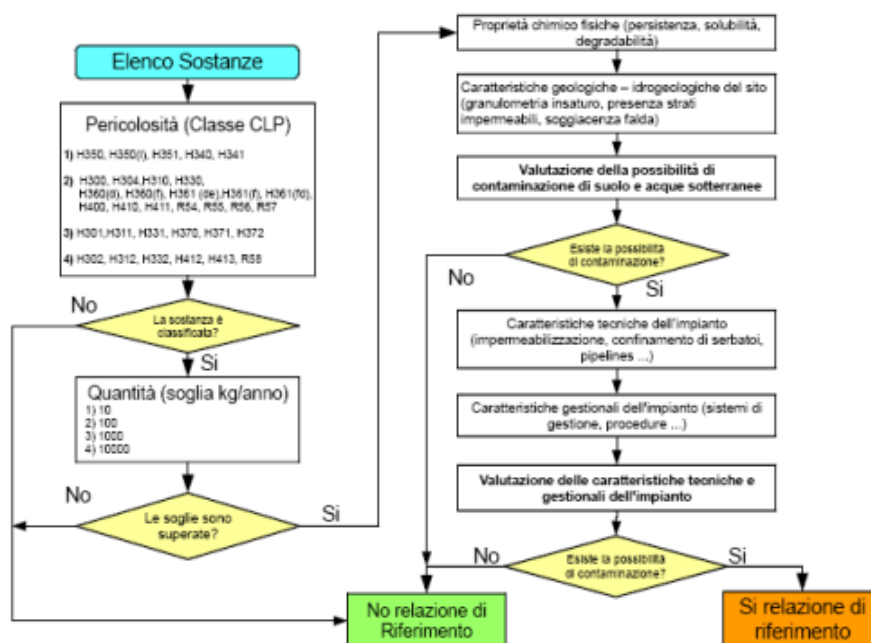 Elenco Sostanze
Pericolosità (Classe CLP)
1) H350, H350(i), H351, H340, H341
2) H300, H304,H310, H330,
H360(d), H360(f), H361 (de),H361(f), H361(fd),
H400, H410, H411, R54, R55, R56, R57
3) H301,H311, H331, H370, H371, H372
4) H302, H312, H332, H412, H413, R58
No
La sostanza è
classificata?
Si
Quantità (soglia kg/anno)
1) 10
2) 100
3) 1000
4) 10000
No
Le soglie sono
superate?
Si
Proprietà chimico fisiche (persistenza, solubilità,
degradabilità)
Caratteristiche geologiche – idrogeologiche del sito
(granulometria insaturo, presenza strati
impermeabili, soggiacenza falda)
Valutazione della possibilità di
contaminazione di suolo e acque sotterranee
Esiste la possibilità
di contaminazione?
No
Si
Caratteristiche tecniche dell'impianto
(impermeabilizzazione, confinamento di serbatoi,
pipelines ...)
Caratteristiche gestionali dell'impianto (sistemi di
gestione, procedure ...)
Valutazione delle caratteristiche tecniche e
gestionali dell'impianto
Esiste la possibilità
di contaminazione?
No
Si
No relazione di
Riferimento
Si relazione di
riferimento